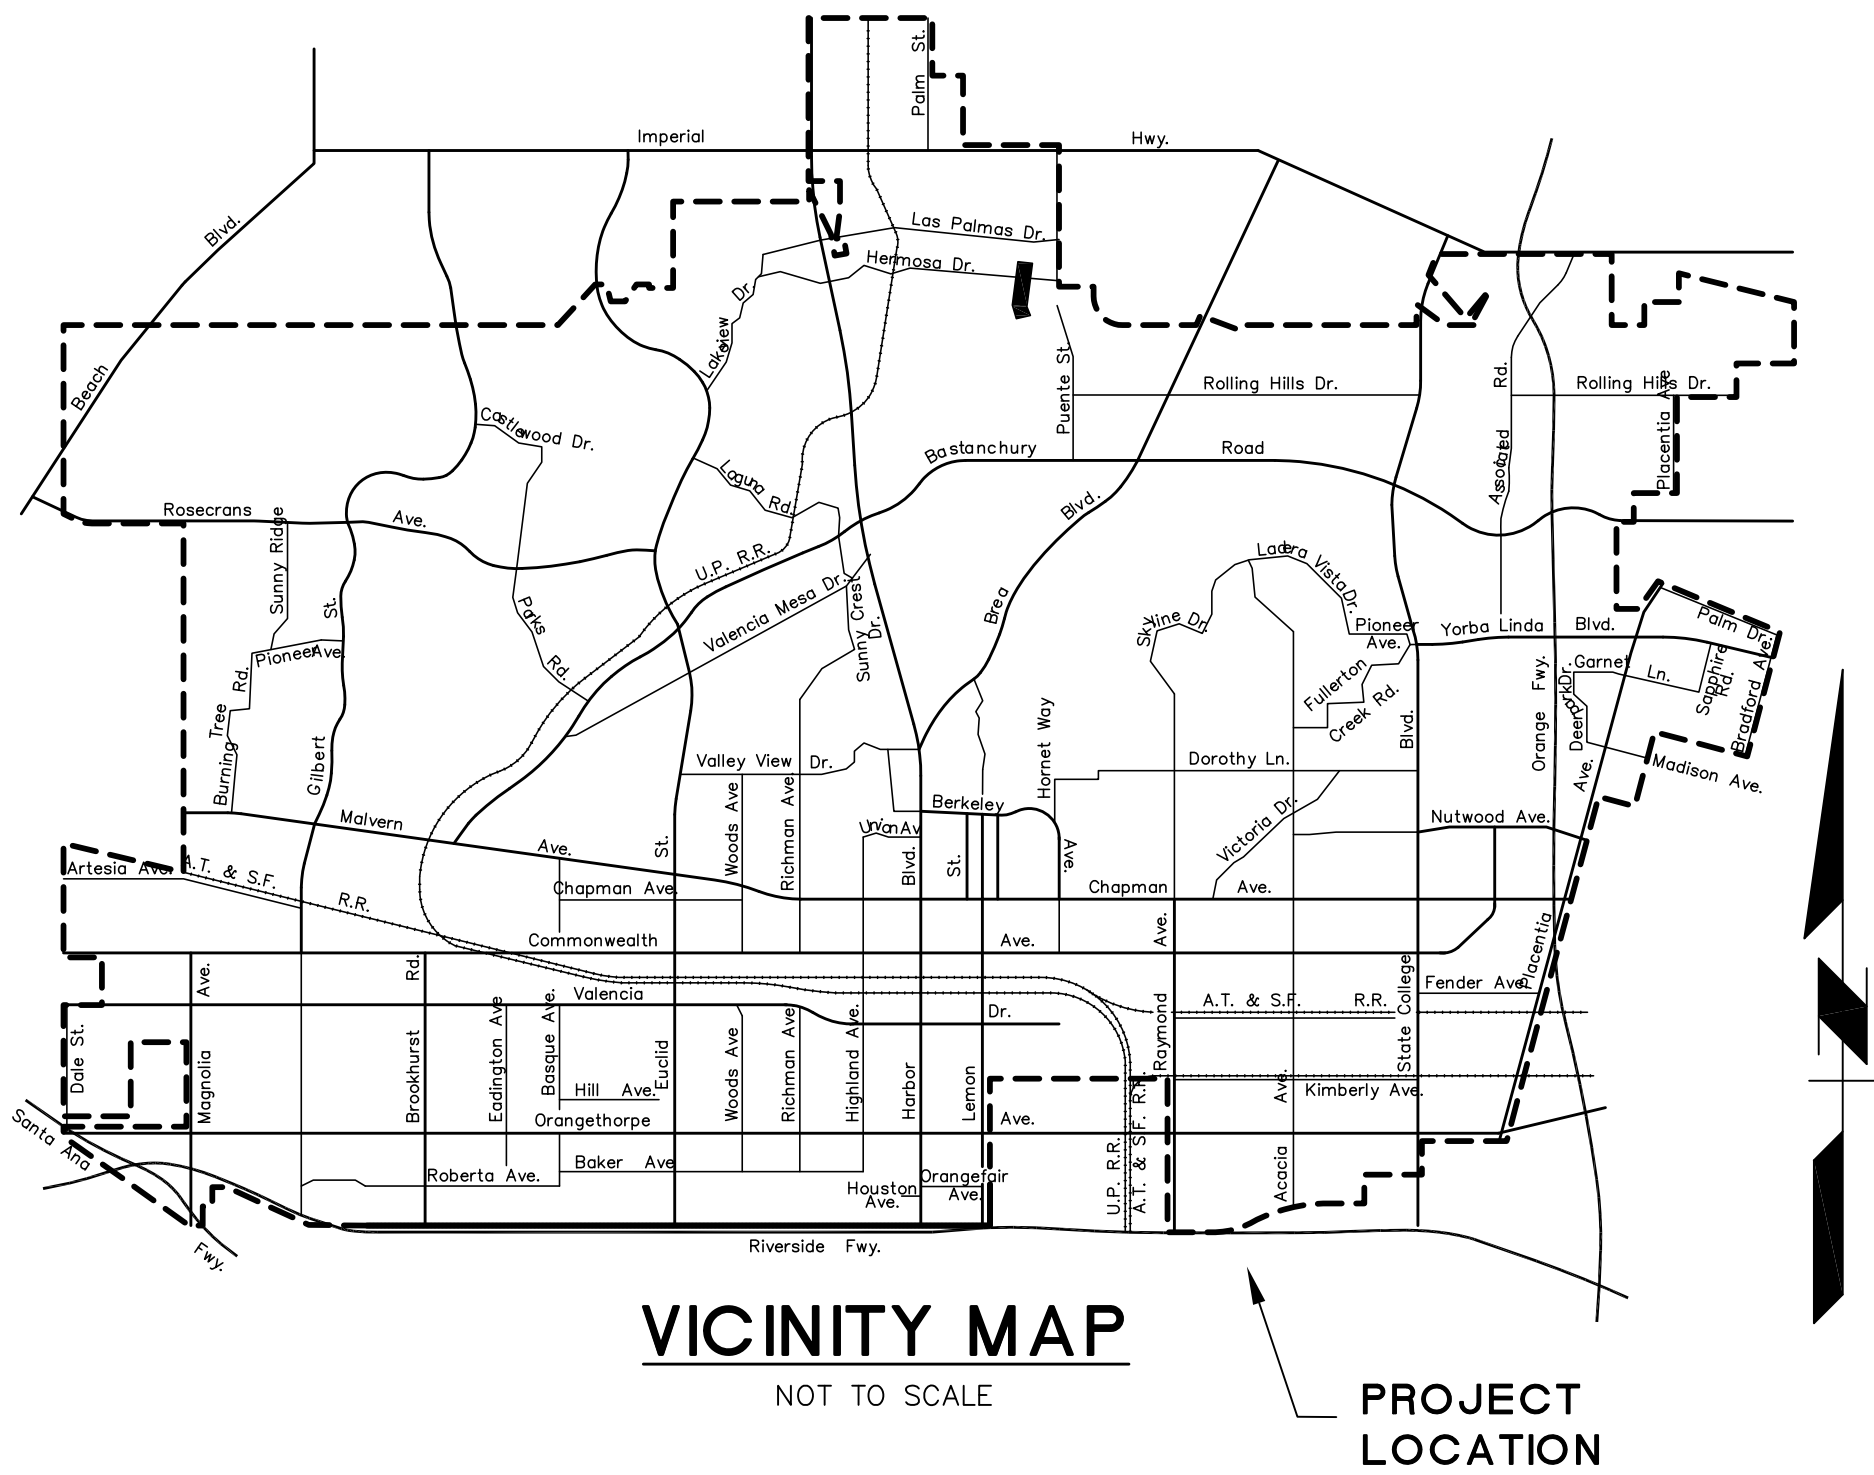 Palm St.
Imperial
Hwy.
Blvd.
Las Palmas Dr.
Hermosa Dr.
Lakeview Dr.
Beach
Puente St.
Rolling Hills Dr.
Rolling Hills Dr.
Associated Rd.
Placentia Ave
Castlewood Dr.
Bastanchury
Road
Laguna Rd.
Rosecrans
Ave.
Blvd.
Sunny Ridge
U.P. R.R.
Ladera Vista Dr.
Valencia Mesa Dr.
Sunny Crest Dr.
Brea
Parks
Rd.
St.
Skyline Dr.
Pioneer Ave.
Pioneer
Ave.
Yorba Linda
Blvd.
Palm Dr.
Burning Tree Rd.
Fullerton
Creek Rd.
Garnet
Ln.
Sapphire Rd.
Bradford Ave.
Deerpark Dr.
Orange Fwy.
Gilbert
Hornet Way
Blvd.
Valley View Dr.
Dorothy Ln.
Madison Ave.
Ave.
Woods Ave
Richman Ave.
Berkeley
Ave.
Malvern
Ave.
St.
Union Av
Blvd.
St.
Victoria Dr.
Nutwood Ave.
Artesia Ave.
A.T. & S.F.
R.R.
Chapman Ave.
Chapman
Ave.
Commonwealth
Ave.
Ave.
Placentia
Ave.
Rd.
Valencia
Dr.
Fender Ave.
A.T. & S.F. R.R.
Dale St.
Magnolia
Brookhurst
Eadington Ave
Basque Ave.
Euclid
Woods Ave
Richman Ave.
Highland Ave.
Harbor
Lemon
Raymond
State College
Hill Ave.
Kimberly Ave.
Ave.
Orangethorpe
Ave.
Santa Ana
Baker Ave
Roberta Ave.
Orangefair
Ave.
Houston
Ave.
U.P. R.R.
A.T. & S.F. R.R.
Acacia
Riverside Fwy.
Fwy.
VICINITY MAP
NOT TO SCALE
PROJECT
LOCATION